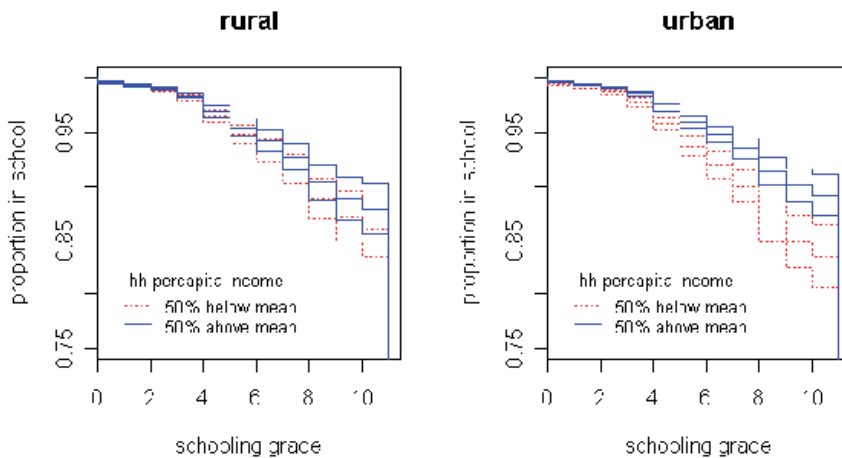 rural
proportion in school
0.95
0.85
0.75
hh percapita income
50% below mean
50% above mean
0 2 4 6 8 10
schooling grace
urban
proportion in school
0.95
0.85
0.75
hh percapita income
50% below mean
50% above mean
0 2 4 6 8 10
schooling grace